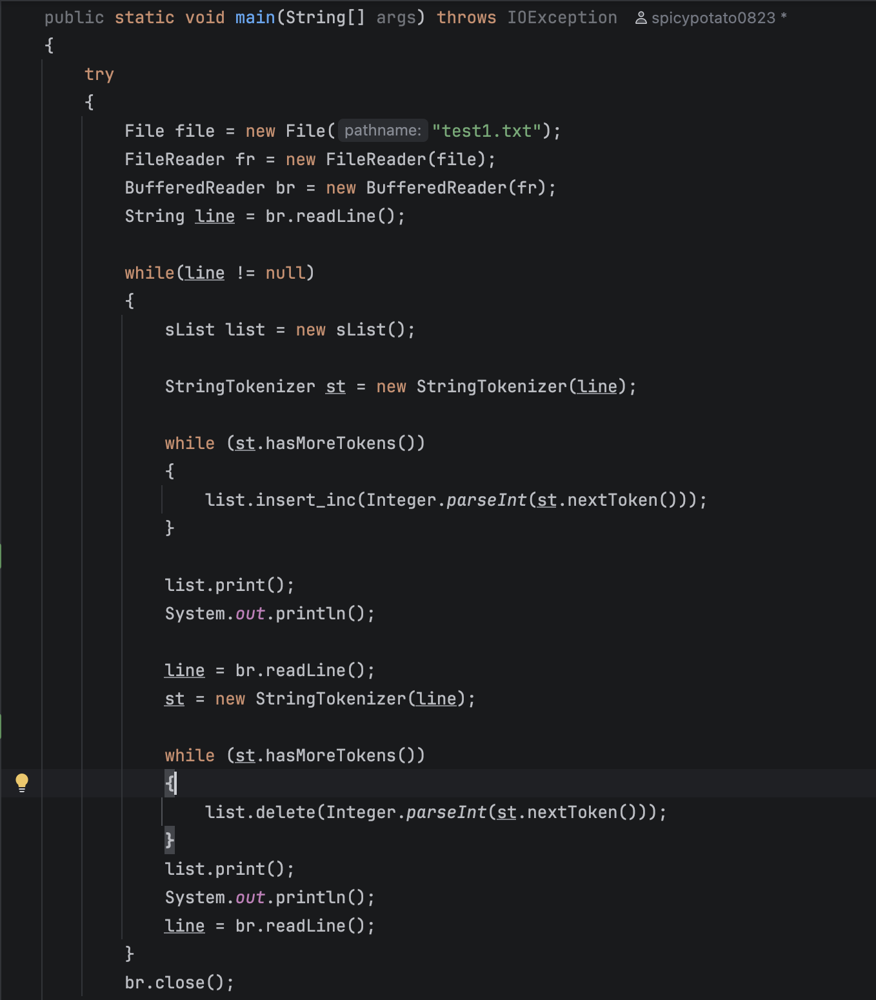 public static void main(String[] args) throws IOException spicypotato0823 *
{
try
{
File file = new File( pathname: "test1.txt");
FileReader fr = new FileReader(file);
BufferedReader br = new BufferedReader(fr);
String line = br.readLine();
while(line != null)
{
sList list = new sList();
StringTokenizer st = new StringTokenizer(line);
while (st.hasMoreTokens())
{
list.insert_inc(Integer.parseInt(st.nextToken()));
}
list.print();
System.out.println();
line = br.readLine();
st = new StringTokenizer(line);
while (st.hasMoreTokens())
{
list.delete(Integer.parseInt(st.nextToken()));
}
list.print();
System.out.println();
line = br.readLine();
}
br.close();